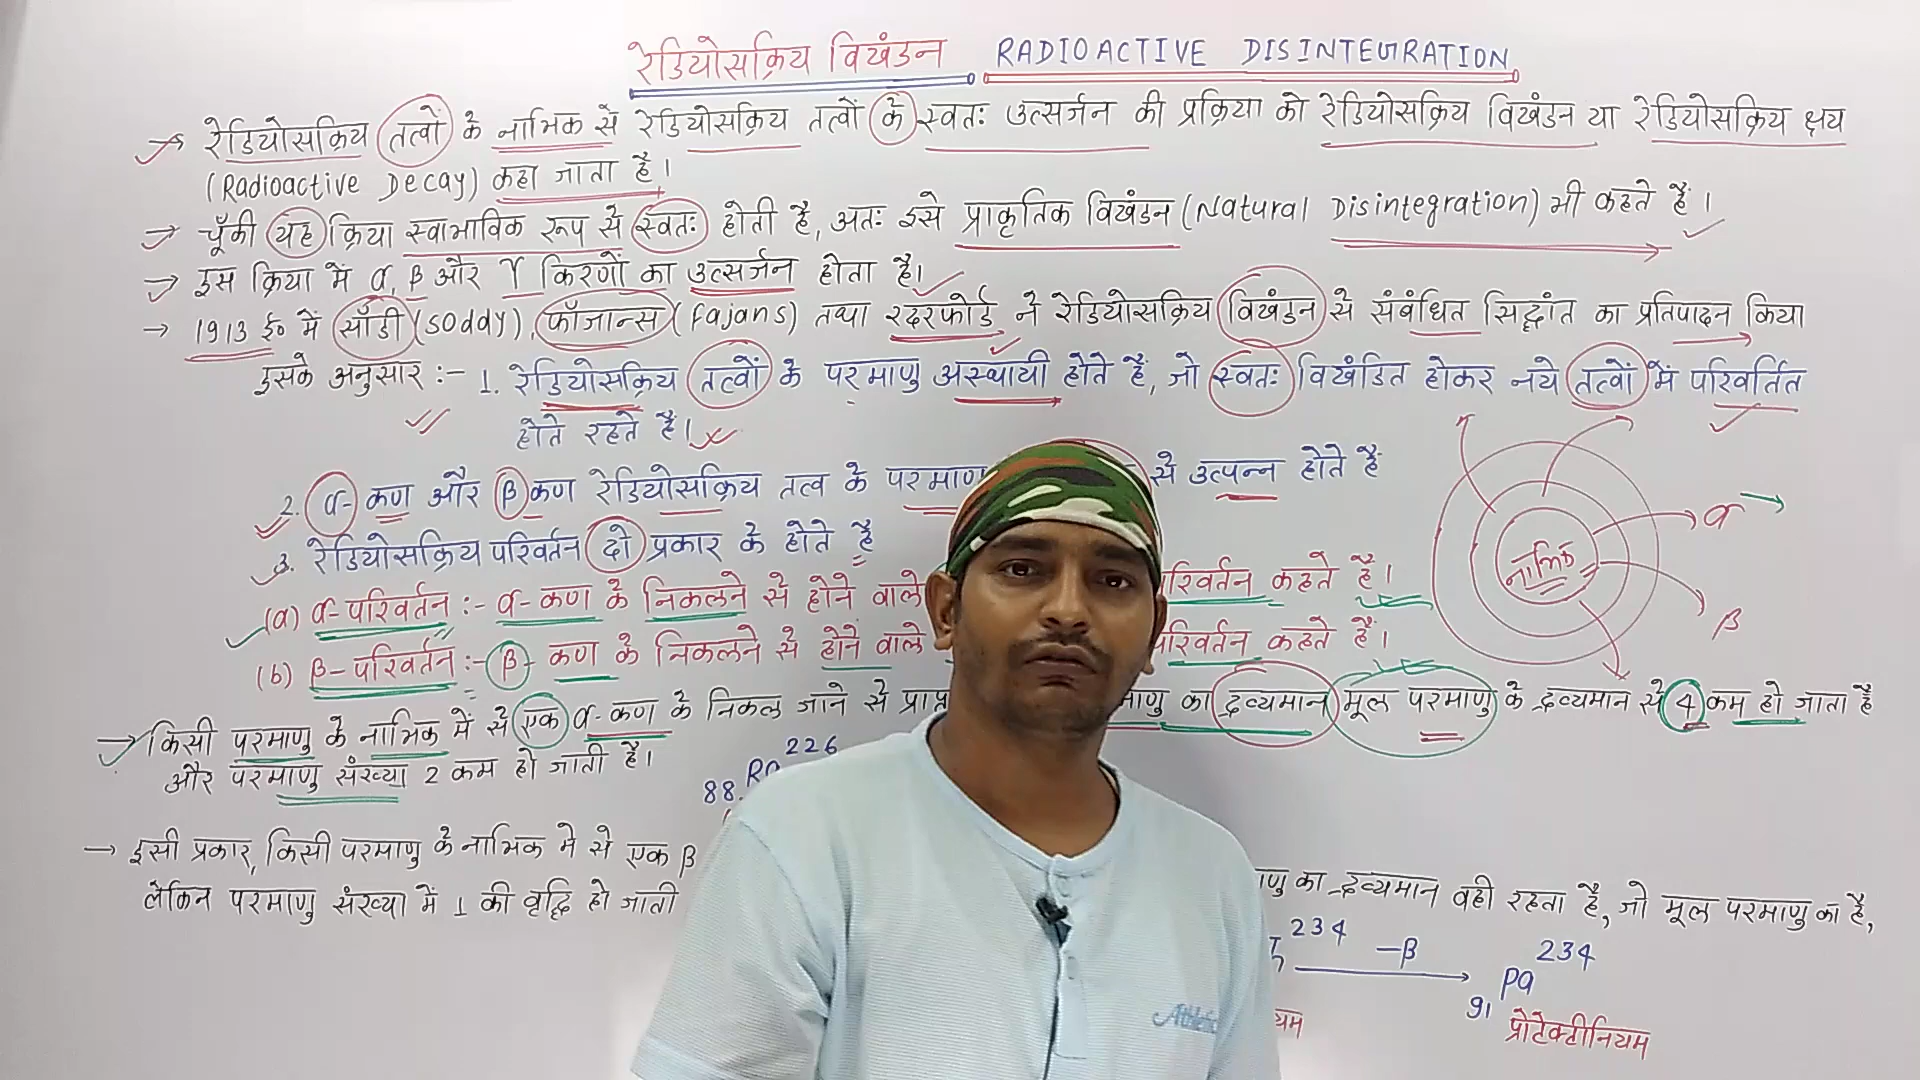 रेडियोसक्रिय विखंडन RADIOACTIVE DISINTEGRATION
→ रेडियोसक्रिय तत्वों के नाभिक से रेडियोसक्रिय तत्वों के स्वतः उत्सर्जन की प्रक्रिया को रेडियोसक्रिय विखंडन या रेडियोसक्रिय क्षय
(Radioactive Decay) कहा जाता है।
→ चूँकी यह क्रिया स्वाभाविक रूप से स्वतः होती है, अतः इसे प्राकृतिक विखंडन (Natural Disintegration) भी कहते हैं।
→ इस क्रिया में α, β और γ किरणों का उत्सर्जन होता है।
→ 1913 ई० में सॉडी (Soddy), फॉजान्स (Fajans) तथा रदरफोर्ड ने रेडियोसक्रिय विखंडन से संबंधित सिद्धांत का प्रतिपादन किया
इसके अनुसार :- 1. रेडियोसक्रिय तत्वों के परमाणु अस्थायी होते हैं, जो स्वतः विखंडित होकर नये तत्वों में परिवर्तित
होते रहते हैं।
2. α- कण और β कण रेडियोसक्रिय तत्व के से उत्पन्न होते हैं
3. रेडियोसक्रिय परिवर्तन दो प्रकार के होते है
(a) α-परिवर्तन :- α-कण के निकलने से होने वाले परिवर्तन कहते हैं।
(b) β-परिवर्तन :- β- कण के निकलने से होने वाले परिवर्तन कहते हैं।
नाभिक
α
β
→ किसी परमाणु के नाभिक में से एक α-कण के निकल जाने से का द्रव्यमान मूल परमाणु के द्रव्यमान से 4 कम हो जाता है
और परमाणु संख्या 2 कम हो जाती है।
88 Ra 226
→ इसी प्रकार, किसी परमाणु के नाभिक में से एक β का द्रव्यमान वही रहता है, जो मूल परमाणु का है,
लेकिन परमाणु संख्या में 1 की वृद्धि हो जाती
234 -β → 91 Pa 234
प्रोटेक्टीनियम
Athletic